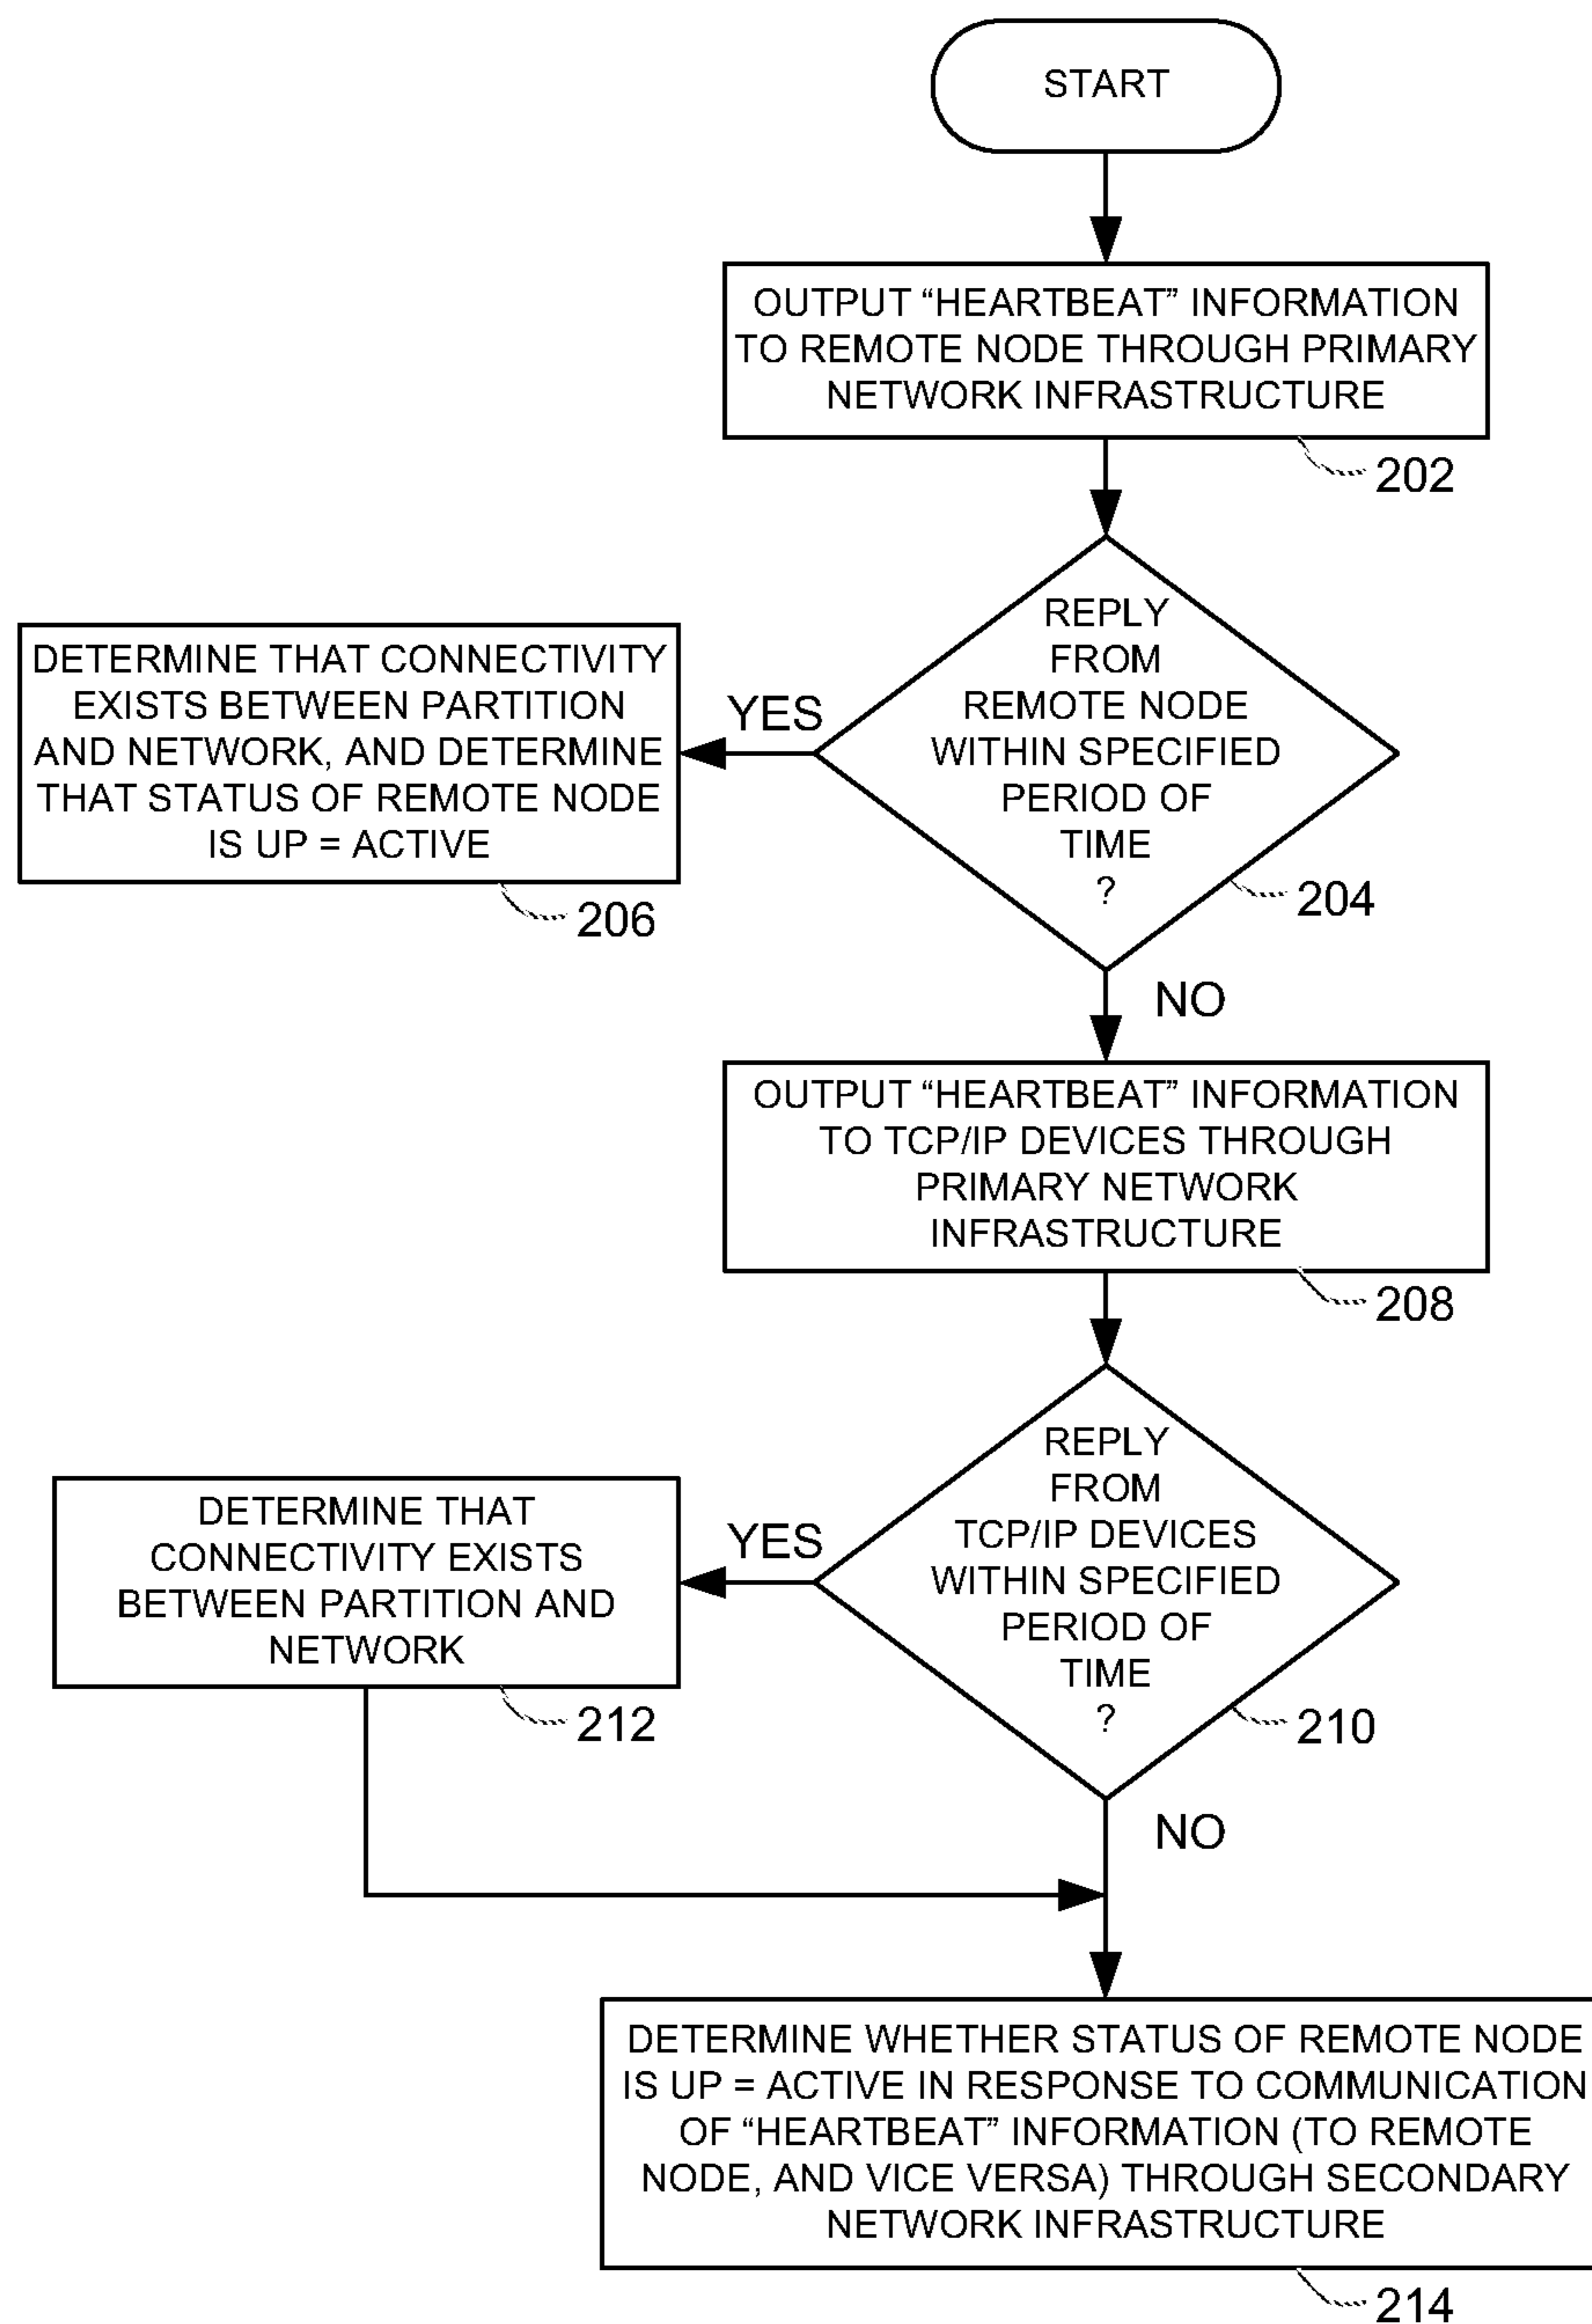 START
OUTPUT “HEARTBEAT” INFORMATION
TO REMOTE NODE THROUGH PRIMARY
NETWORK INFRASTRUCTURE
202
REPLY
FROM
REMOTE NODE
WITHIN SPECIFIED
PERIOD OF
TIME
?
204
YES
DETERMINE THAT CONNECTIVITY
EXISTS BETWEEN PARTITION
AND NETWORK, AND DETERMINE
THAT STATUS OF REMOTE NODE
IS UP = ACTIVE
206
NO
OUTPUT “HEARTBEAT” INFORMATION
TO TCP/IP DEVICES THROUGH
PRIMARY NETWORK
INFRASTRUCTURE
208
REPLY
FROM
TCP/IP DEVICES
WITHIN SPECIFIED
PERIOD OF
TIME
?
210
YES
DETERMINE THAT
CONNECTIVITY EXISTS
BETWEEN PARTITION AND
NETWORK
212
NO
DETERMINE WHETHER STATUS OF REMOTE NODE
IS UP = ACTIVE IN RESPONSE TO COMMUNICATION
OF “HEARTBEAT” INFORMATION (TO REMOTE
NODE, AND VICE VERSA) THROUGH SECONDARY
NETWORK INFRASTRUCTURE
214